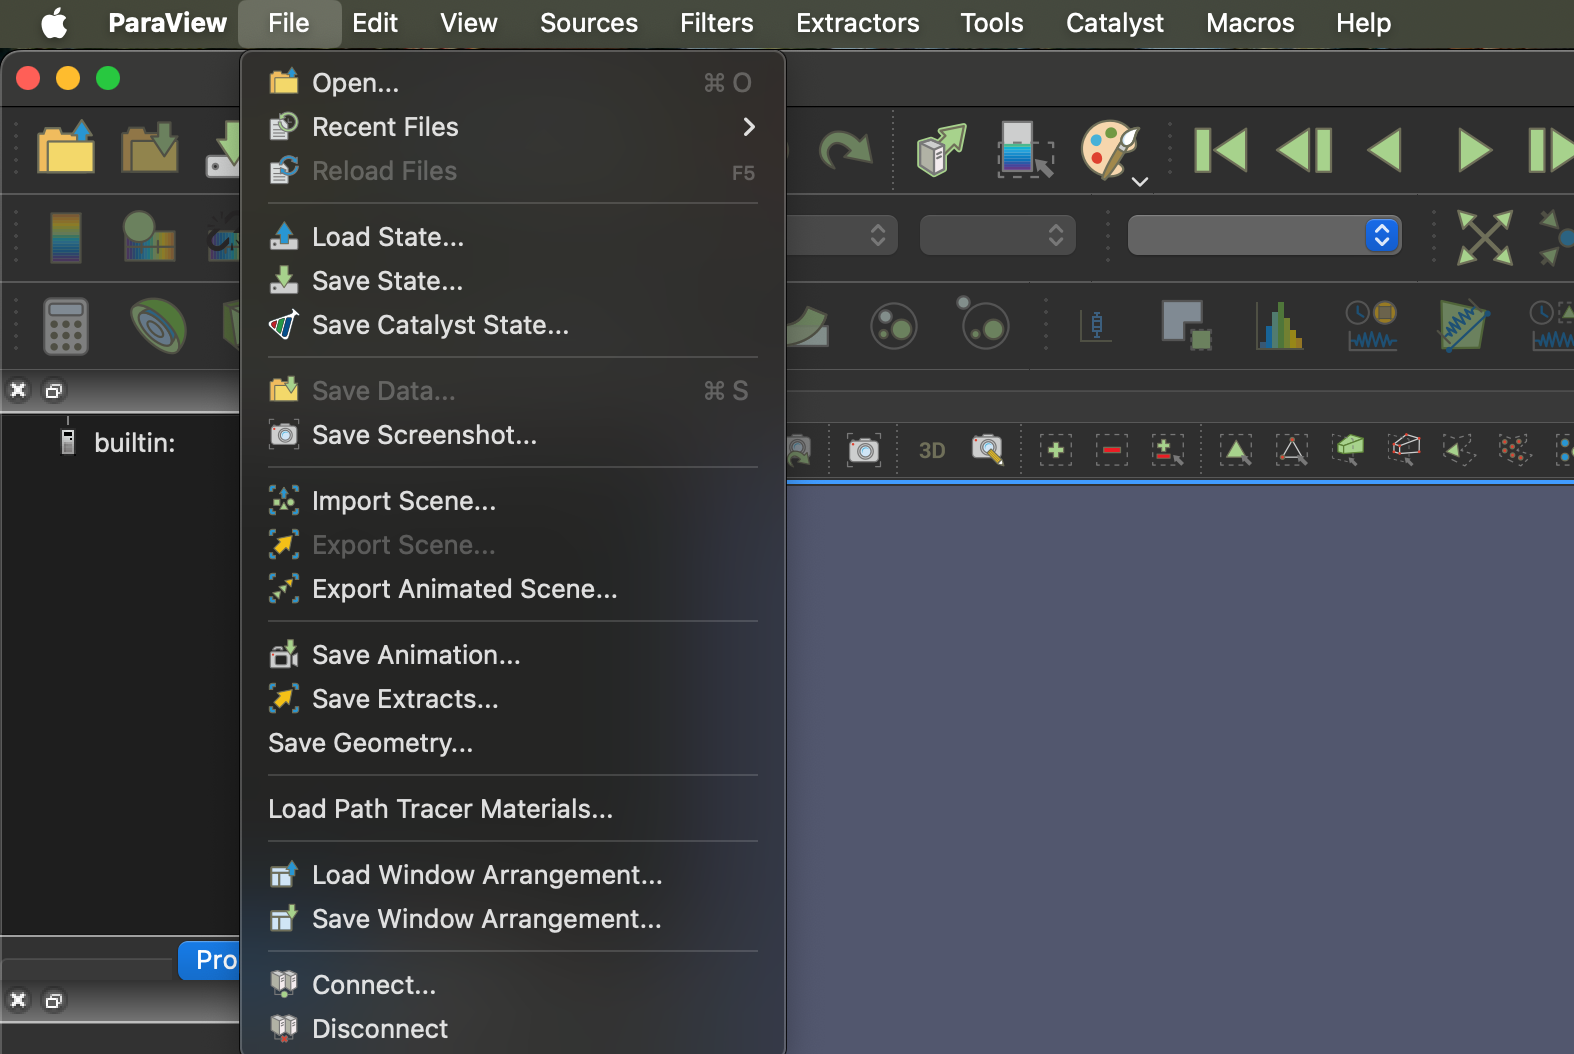 ParaView File Edit View Sources Filters Extractors Tools Catalyst Macros Help
Open... ⌘ O
Recent Files
Reload Files F5
Load State...
Save State...
Save Catalyst State...
Save Data... ⌘ S
Save Screenshot...
builtin:
3D
Import Scene...
Export Scene...
Export Animated Scene...
Save Animation...
Save Extracts...
Save Geometry...
Load Path Tracer Materials...
Load Window Arrangement...
Save Window Arrangement...
Pro
Connect...
Disconnect